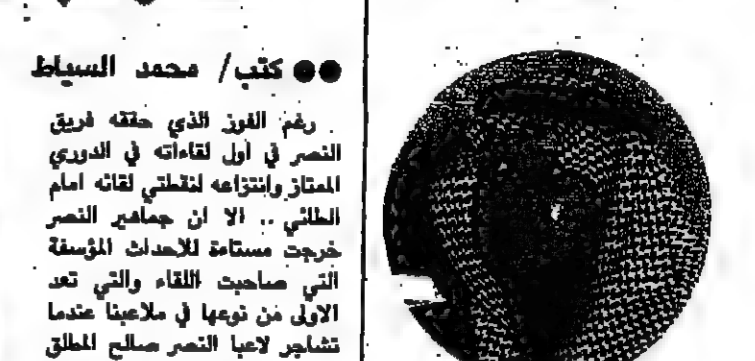 ●● كتب/ محمد السياط
رغم الفوز الذي حققه فريق
النصر في أول لقاءاته في الدوري
الممتاز وانتزاعه لنقطتي لقائه امام
الطائي .. الا ان جماهير النصر
خرجت مستاءة للاحداث المؤسفة
التي صاحبت اللقاء والتي تعد
الاولى من نوعها في ملاعبنا عندما
تشاجر لاعبا النصر صالح المطلق